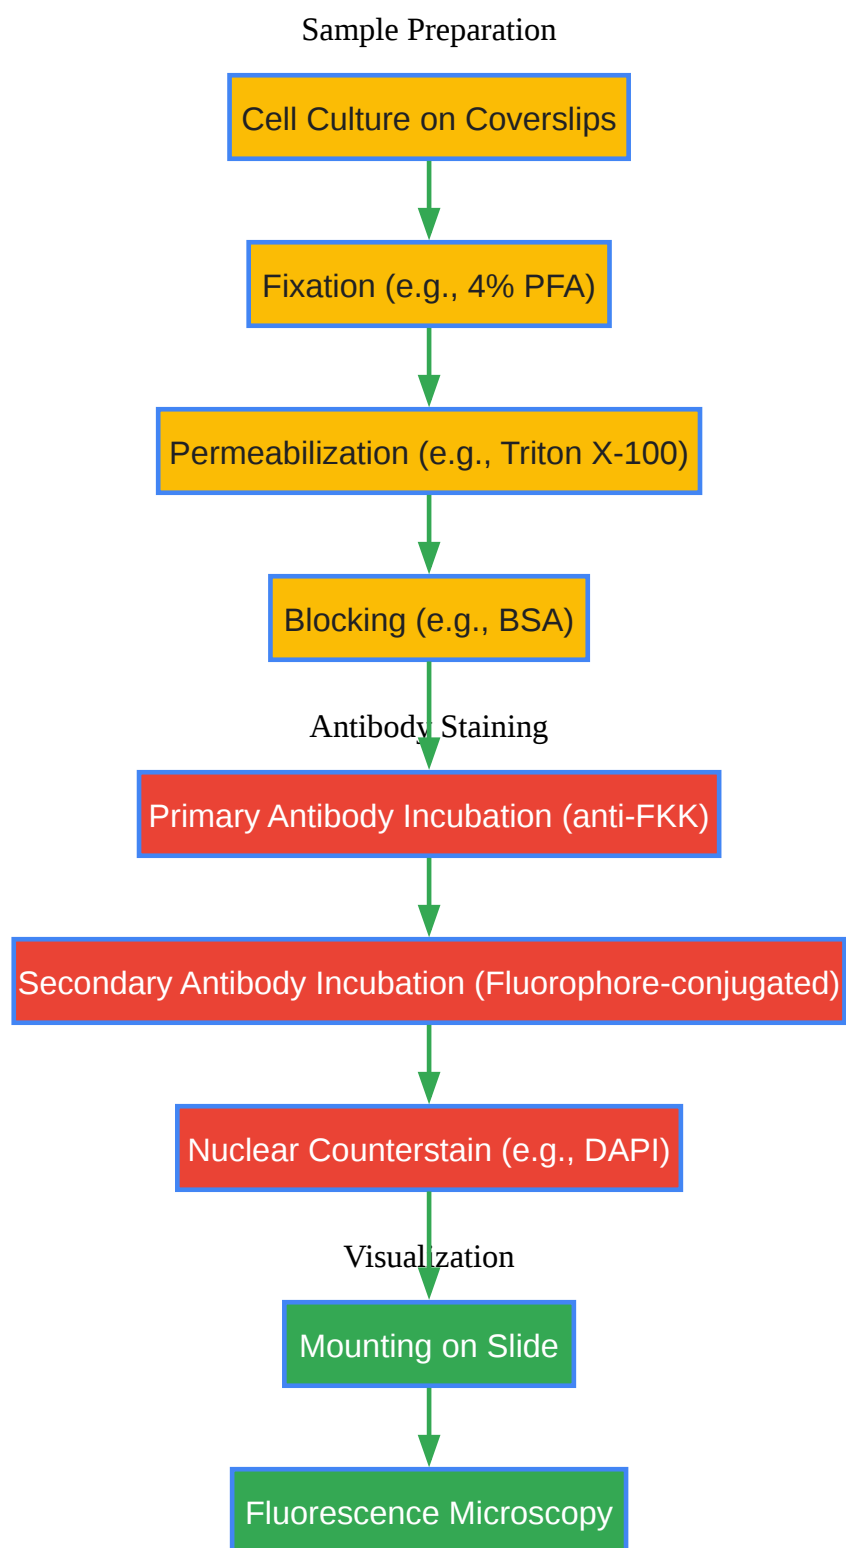 Sample Preparation
Cell Culture on Coverslips
Fixation (e.g., 4% PFA)
Permeabilization (e.g., Triton X-100)
Blocking (e.g., BSA)
Antibody Staining
Primary Antibody Incubation (anti-FKK)
Secondary Antibody Incubation (Fluorophore-conjugated)
Nuclear Counterstain (e.g., DAPI)
Visualization
Mounting on Slide
Fluorescence Microscopy